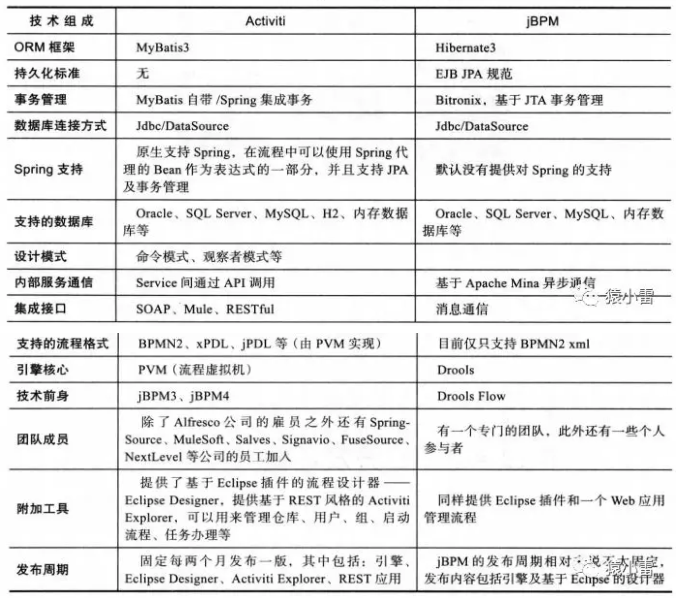 技术组成 Activiti jBPM
ORM 框架 MyBatis3 Hibernate3
持久化标准 无 EJB JPA 规范
事务管理 MyBatis 自带 /Spring 集成事务 Bitronix，基于 JTA 事务管理
数据库连接方式 Jdbc/DataSource Jdbc/DataSource
Spring 支持
原生支持 Spring，在流程中可以使用 Spring 代
理的 Bean 作为表达式的一部分，并且支持 JPA
及事务管理
默认没有提供对 Spring 的支持
支持的数据库
Oracle、SQL Server、MySQL、H2、内存数据
库等
Oracle、SQL Server、MySQL、内存数
据库等
设计模式 命令模式、观察者模式等
内部服务通信 Service 间通过 API 调用 基于 Apache Mina 异步通信
集成接口 SOAP、Mule、RESTful 消息通信
猿小雷
支持的流程格式 BPMN2、xPDL、jPDL 等（由 PVM 实现） 目前仅只支持 BPMN2 xml
引擎核心 PVM（流程虚拟机） Drools
技术前身 jBPM3、jBPM4 Drools Flow
团队成员
除了 Alfresco 公司的雇员之外还有 Spring-
Source、MuleSoft、Salves、Signavio、FuseSource、
NextLevel 等公司的员工加入
有一个专门的团队，此外还有一些个人
参与者
附加工具
提供了基于 Eclipse 插件的流程设计器 ——
Eclipse Designer，提供基于 REST 风格的 Activiti
Explorer，可以用来管理仓库、用户、组、启动
流程、任务办理等
同样提供 Eclipse 插件和一个 Web 应用
管理流程
发布周期
固定每两个月发布一版，其中包括：引擎、
Eclipse Designer、Activiti Explorer、REST 应用
jBPM 的发布周期相对 说不太固定，
发布内容包括引擎及基于 Eclipse 的设计器